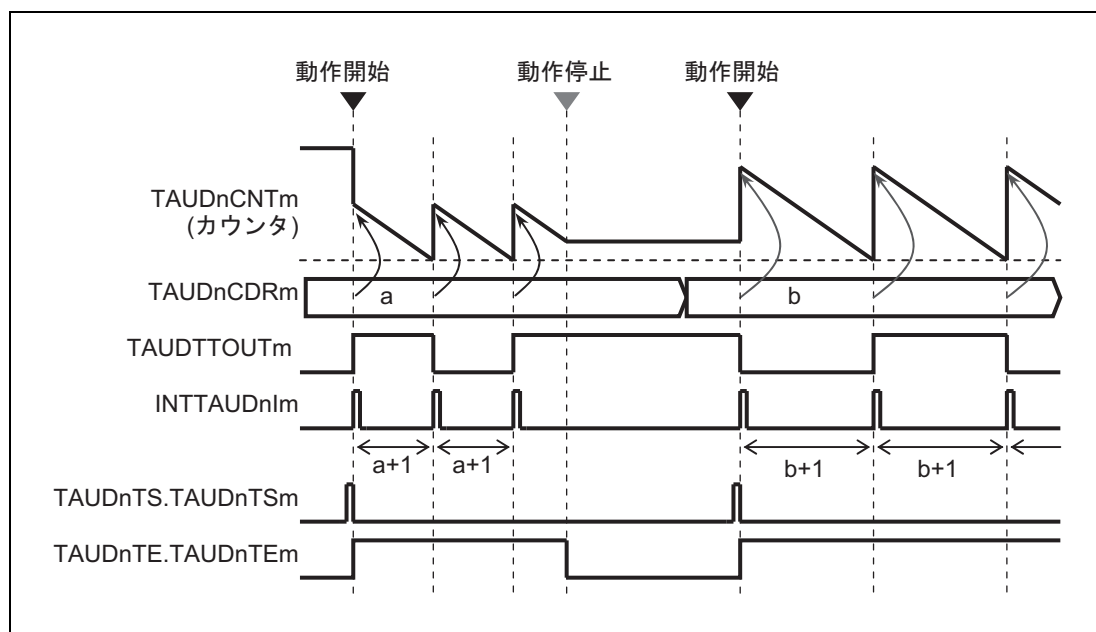 動作開始
動作停止
動作開始
TAUDnCNTm
(カウンタ)
TAUDnCDRm
a
b
TAUDTTOUTm
INTTAUDnIm
a+1
a+1
b+1
b+1
TAUDnTS.TAUDnTSm
TAUDnTE.TAUDnTEm